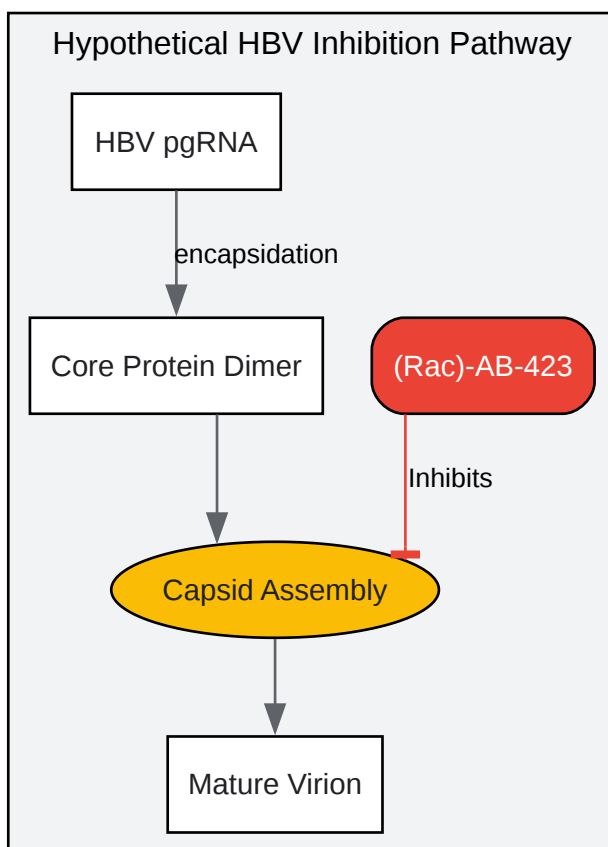 Hypothetical HBV Inhibition Pathway
HBV pgRNA
encapsidation
Core Protein Dimer
(Rac)-AB-423
Inhibits
Capsid Assembly
Mature Virion